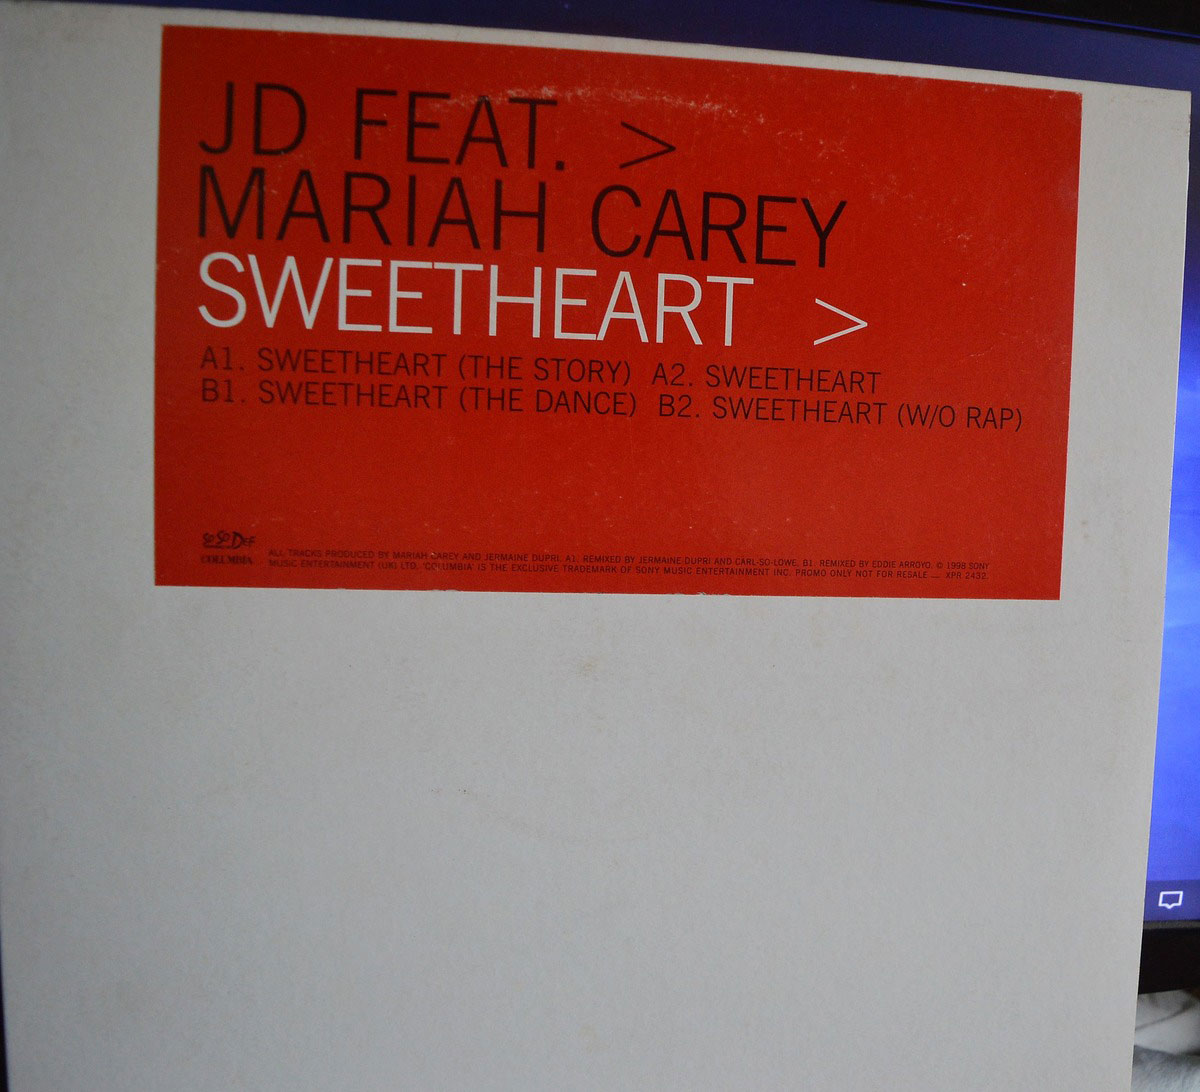 JD FEAT. >
MARIAH CAREY
SWEETHEART >
A1. SWEETHEART (THE STORY) A2. SWEETHEART
B1. SWEETHEART (THE DANCE) B2. SWEETHEART (W/O RAP)
SO SO DEF
COLUMBIA
ALL TRACKS PRODUCED BY MARIAH CAREY AND JERMAINE DUPRI. A1. REMIXED BY JERMAINE DUPRI AND CARL-SO-LOWE. B1. REMIXED BY EDDIE ARROYO. © 1998 SONY
MUSIC ENTERTAINMENT (UK) LTD. 'COLUMBIA' IS THE EXCLUSIVE TRADEMARK OF SONY MUSIC ENTERTAINMENT INC. PROMO ONLY NOT FOR RESALE — XPR 2432.